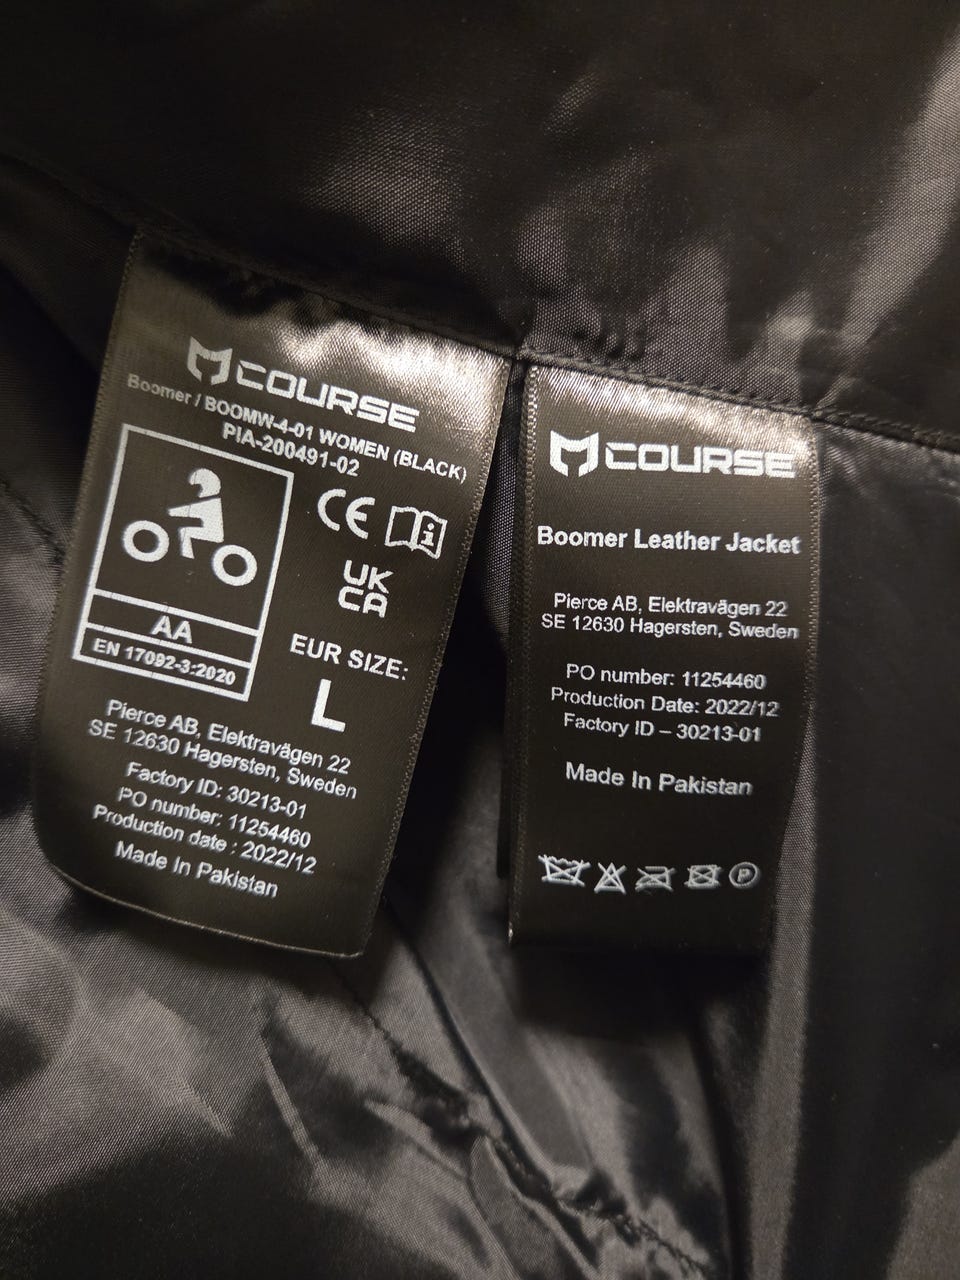 COURSE
Boomer / BOOMW-4-01 WOMEN (BLACK)
PIA-200491-02
CE
UK
CA
AA
EN 17092-3:2020
EUR SIZE:
L
Pierce AB, Elektravägen 22
SE 12630 Hagersten, Sweden
Factory ID: 30213-01
PO number: 11254460
Production date : 2022/12
Made In Pakistan
COURSE
Boomer Leather Jacket
Pierce AB, Elektravägen 22
SE 12630 Hagersten, Sweden
PO number: 11254460
Production Date: 2022/12
Factory ID – 30213-01
Made In Pakistan
P